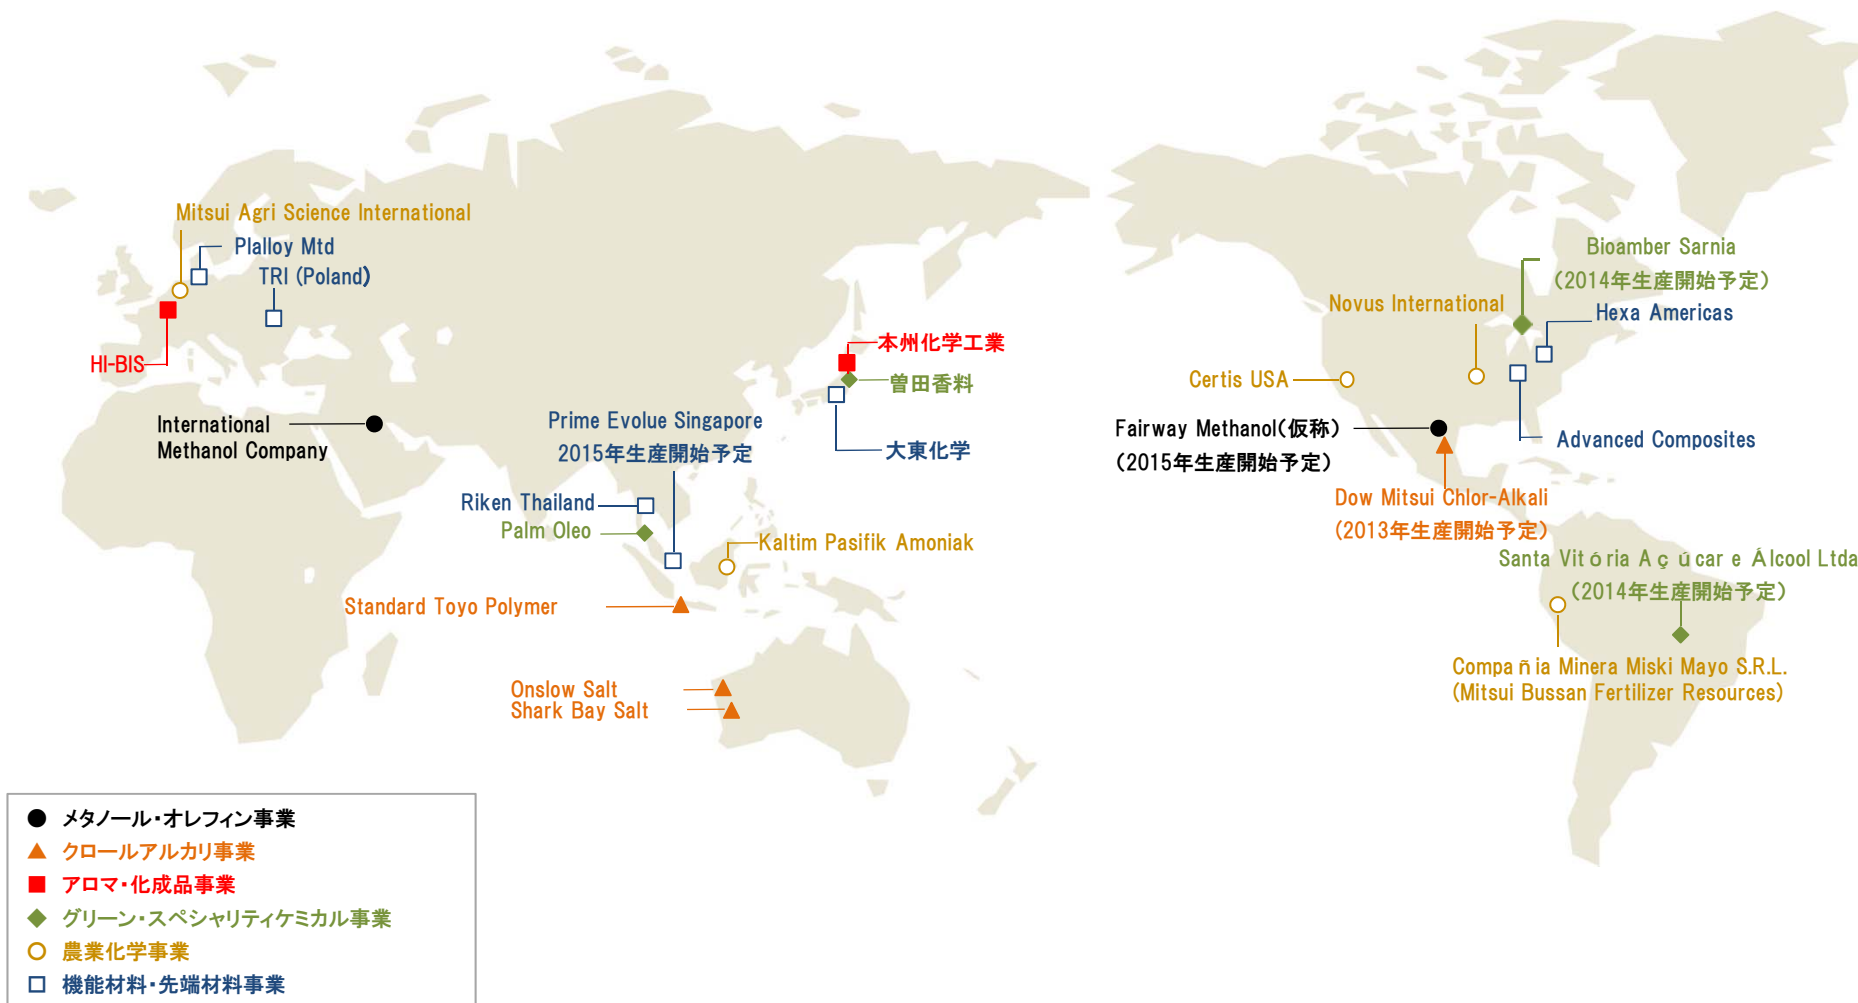 Mitsui Agri Science International
Plalloy Mtd
TRI (Poland)
HI-BIS
International
Methanol Company
本州化学工業
曽田香料
大東化学
Prime Evolue Singapore
2015年生産開始予定
Riken Thailand
Palm Oleo
Kaltim Pasifik Amoniak
Standard Toyo Polymer
Onslow Salt
Shark Bay Salt
Bioamber Sarnia
(2014年生産開始予定)
Novus International
Hexa Americas
Certis USA
Fairway Methanol(仮称)
(2015年生産開始予定)
Advanced Composites
Dow Mitsui Chlor-Alkali
(2013年生産開始予定)
Santa Vitória Açúcar e Álcool Ltda
(2014年生産開始予定)
Compañia Minera Miski Mayo S.R.L.
(Mitsui Bussan Fertilizer Resources)
メタノール・オレフィン事業
クロールアルカリ事業
アロマ・化成品事業
グリーン・スペシャリティケミカル事業
農業化学事業
機能材料・先端材料事業